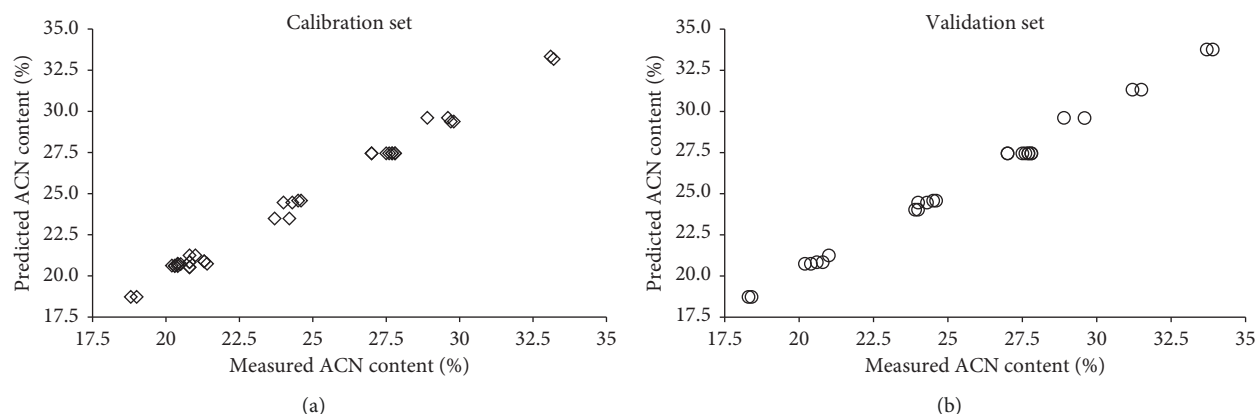 Calibration set
35.0
32.5
30.0
27.5
25.0
22.5
20.0
17.5
Predicted ACN content (%)
17.5 20 22.5 25 27.5 30 32.5 35
Measured ACN content (%)
(a)
Validation set
35.0
32.5
30.0
27.5
25.0
22.5
20.0
17.5
Predicted ACN content (%)
17.5 20 22.5 25 27.5 30 32.5 35
Measured ACN content (%)
(b)